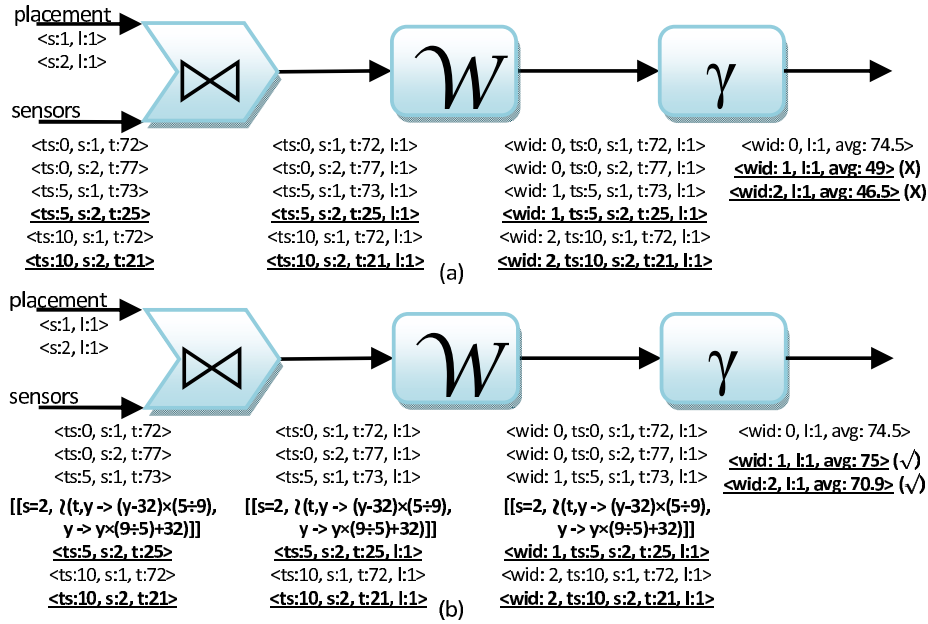 placement
<s:1, l:1>
<s:2, l:1>
⋈
𝒲
γ
sensors
<ts:0, s:1, t:72>
<ts:0, s:2, t:77>
<ts:5, s:1, t:73>
<ts:5, s:2, t:25>
<ts:10, s:1, t:72>
<ts:10, s:2, t:21>
<ts:0, s:1, t:72, l:1>
<ts:0, s:2, t:77, l:1>
<ts:5, s:1, t:73, l:1>
<ts:5, s:2, t:25, l:1>
<ts:10, s:1, t:72, l:1>
<ts:10, s:2, t:21, l:1>
<wid: 0, ts:0, s:1, t:72, l:1>
<wid: 0, ts:0, s:2, t:77, l:1>
<wid: 1, ts:5, s:1, t:73, l:1>
<wid: 1, ts:5, s:2, t:25, l:1>
<wid: 2, ts:10, s:1, t:72, l:1>
<wid: 2, ts:10, s:2, t:21, l:1>
<wid: 0, l:1, avg: 74.5>
<wid: 1, l:1, avg: 49> (X)
<wid:2, l:1, avg: 46.5> (X)
(a)
placement
<s:1, l:1>
<s:2, l:1>
⋈
𝒲
γ
sensors
<ts:0, s:1, t:72>
<ts:0, s:2, t:77>
<ts:5, s:1, t:73>
[[s=2, ≀(t,y -> (y-32)×(5÷9),
y -> y×(9÷5)+32)]]
<ts:5, s:2, t:25>
<ts:10, s:1, t:72>
<ts:10, s:2, t:21>
<ts:0, s:1, t:72, l:1>
<ts:0, s:2, t:77, l:1>
<ts:5, s:1, t:73, l:1>
[[s=2, ≀(t,y -> (y-32)×(5÷9),
y -> y×(9÷5)+32)]]
<ts:5, s:2, t:25, l:1>
<ts:10, s:1, t:72, l:1>
<ts:10, s:2, t:21, l:1>
<wid: 0, ts:0, s:1, t:72, l:1>
<wid: 0, ts:0, s:2, t:77, l:1>
<wid: 1, ts:5, s:1, t:73, l:1>
[[s=2, ≀(t,y -> (y-32)×(5÷9),
y -> y×(9÷5)+32)]]
<wid: 1, ts:5, s:2, t:25, l:1>
<wid: 2, ts:10, s:1, t:72, l:1>
<wid: 2, ts:10, s:2, t:21, l:1>
<wid: 0, l:1, avg: 74.5>
<wid: 1, l:1, avg: 75> (√)
<wid:2, l:1, avg: 70.9> (√)
(b)